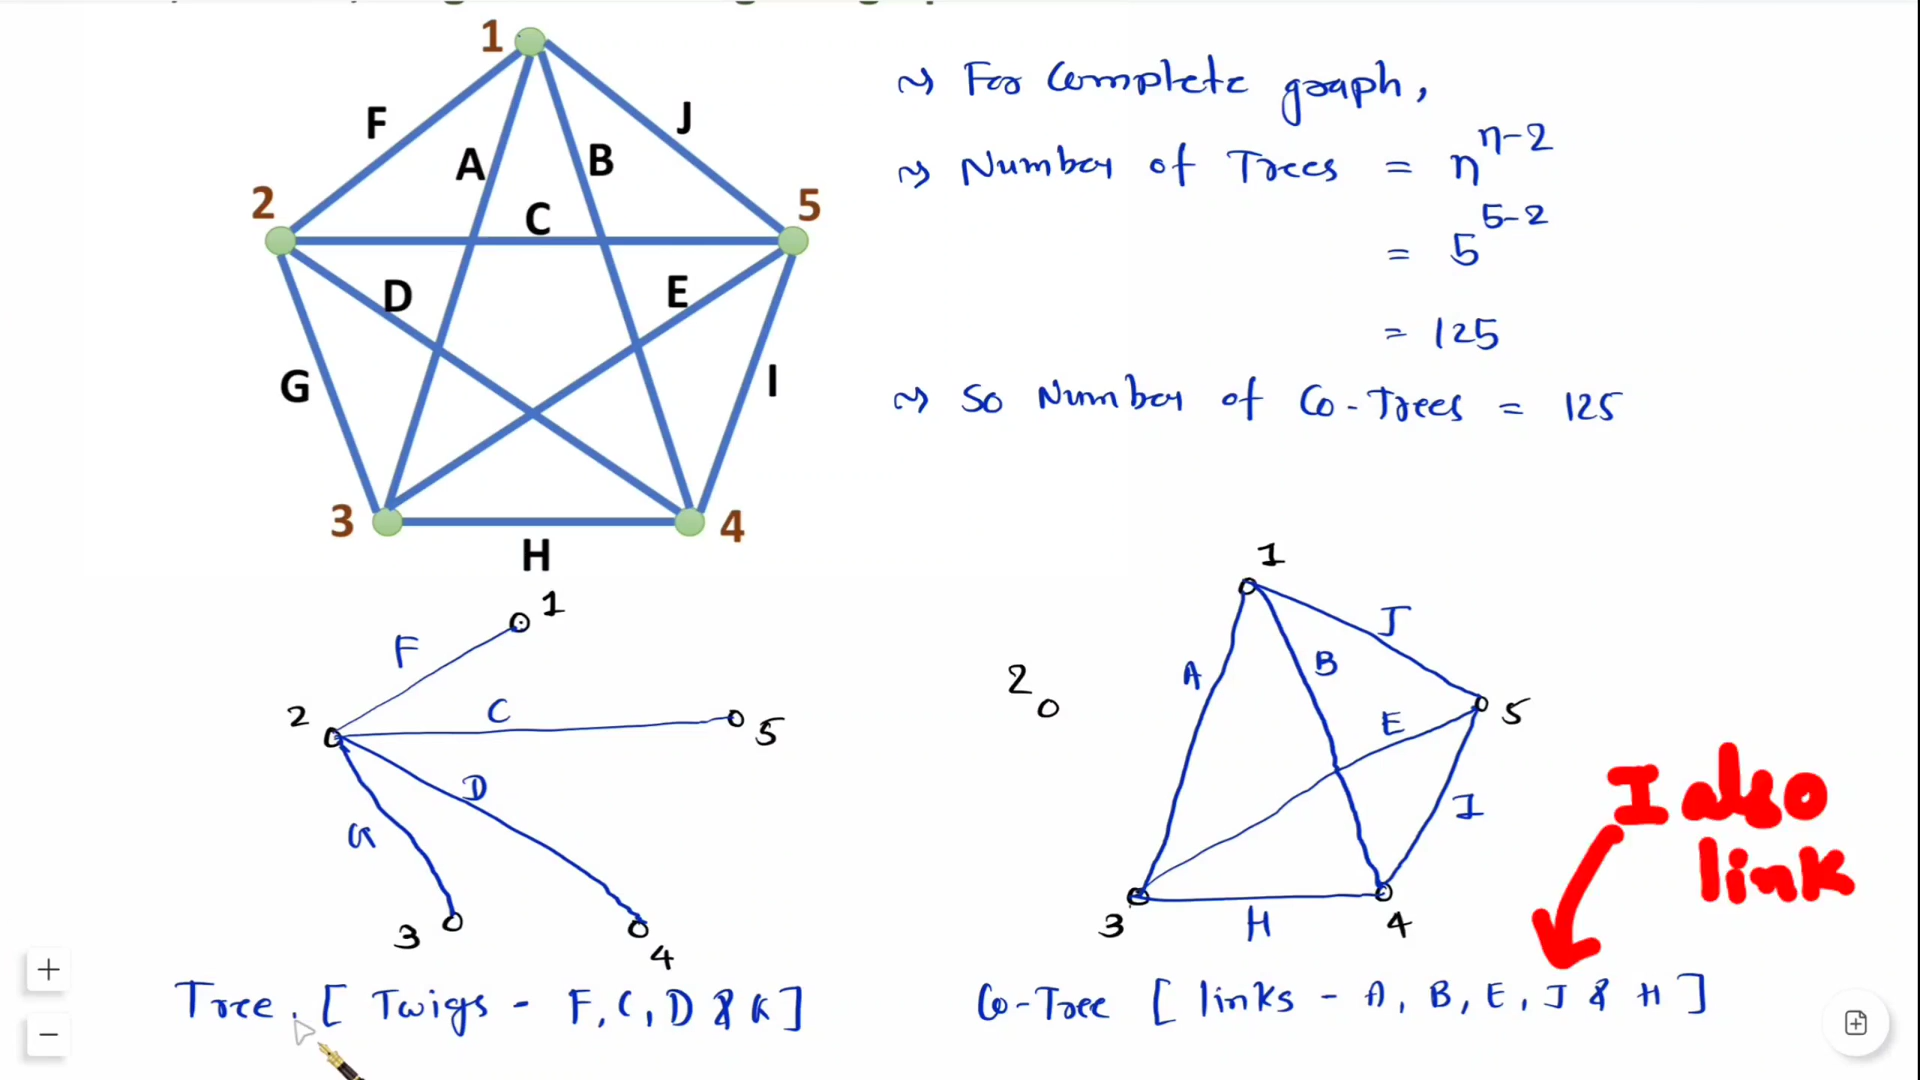 1
F
J
A
B
2
5
C
D
E
G
I
3
4
H
~> For Complete graph,
~> Number of Trees = n^{n-2}
= 5^{5-2}
= 125
~> So Number of Co-Trees = 125
1
F
2
C
5
D
G
3
4
1
J
2
A
B
E
5
I
3
H
4
I also
link
Tree. [ Twigs - F, C, D & G ]
Co-Tree [ links - A, B, E, J & H ]